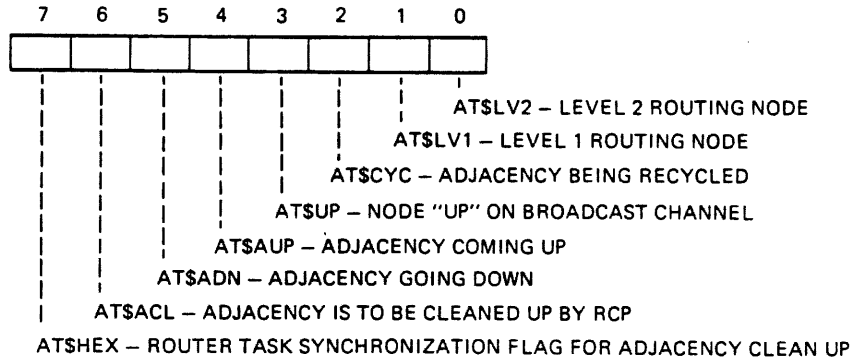 7 6 5 4 3 2 1 0
AT$LV2 – LEVEL 2 ROUTING NODE
AT$LV1 – LEVEL 1 ROUTING NODE
AT$CYC – ADJACENCY BEING RECYCLED
AT$UP – NODE "UP" ON BROADCAST CHANNEL
AT$AUP – ADJACENCY COMING UP
AT$ADN – ADJACENCY GOING DOWN
AT$ACL – ADJACENCY IS TO BE CLEANED UP BY RCP
AT$HEX – ROUTER TASK SYNCHRONIZATION FLAG FOR ADJACENCY CLEAN UP